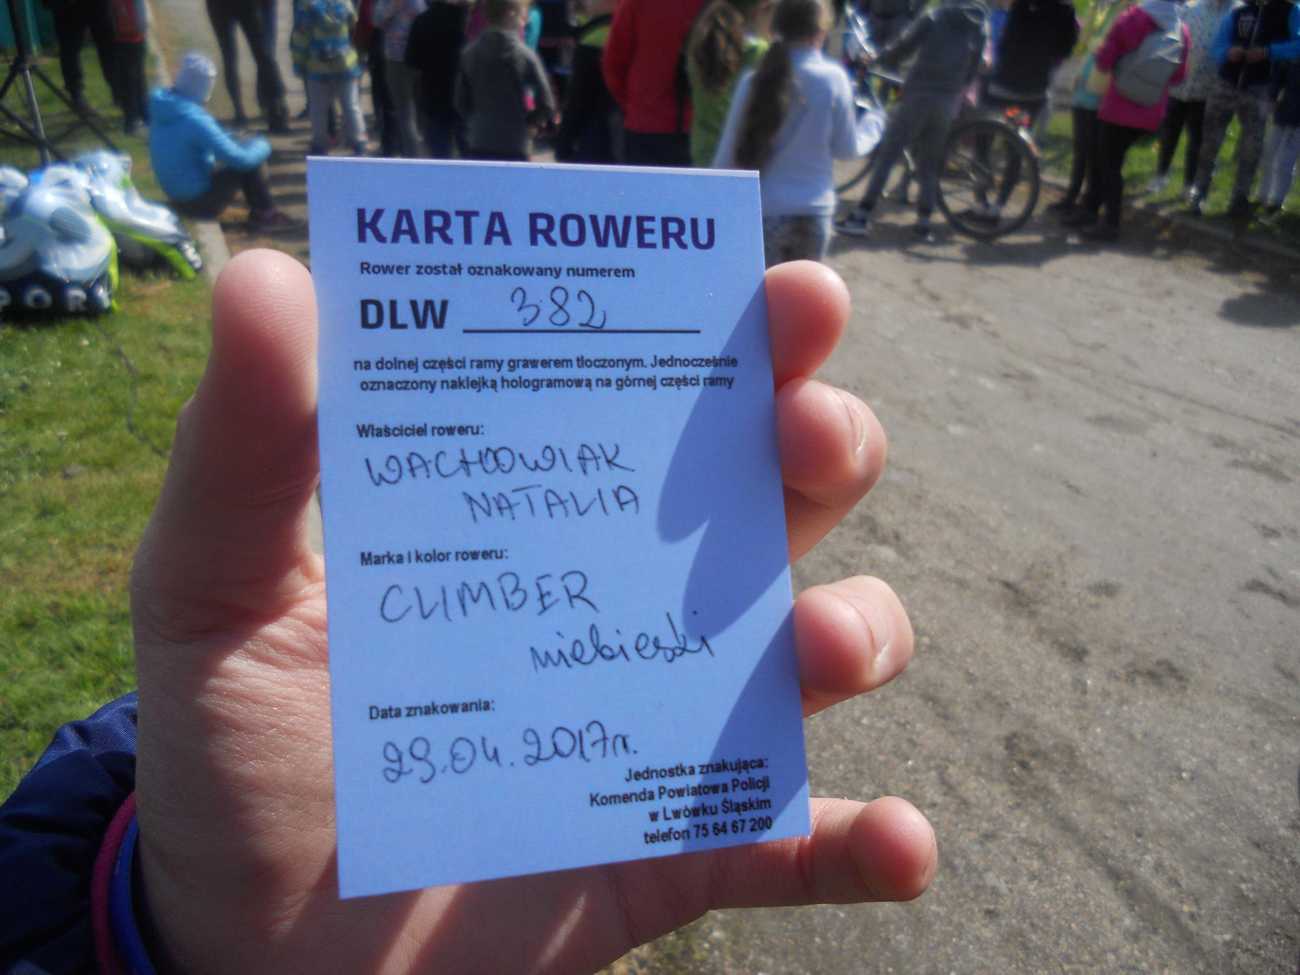 KARTA ROWERU
Rower został oznakowany numerem
DLW 382
na dolnej części ramy grawerem tłoczonym. Jednocześnie
oznaczony naklejką hologramową na górnej części ramy
Właściciel roweru:
WACHOWIAK
NATALIA
Marka i kolor roweru:
CLIMBER
niebieski
Data znakowania:
29.04.2017r.
Jednostka znakująca:
Komenda Powiatowa Policji
w Lwówku Śląskim
telefon 75 64 67 200